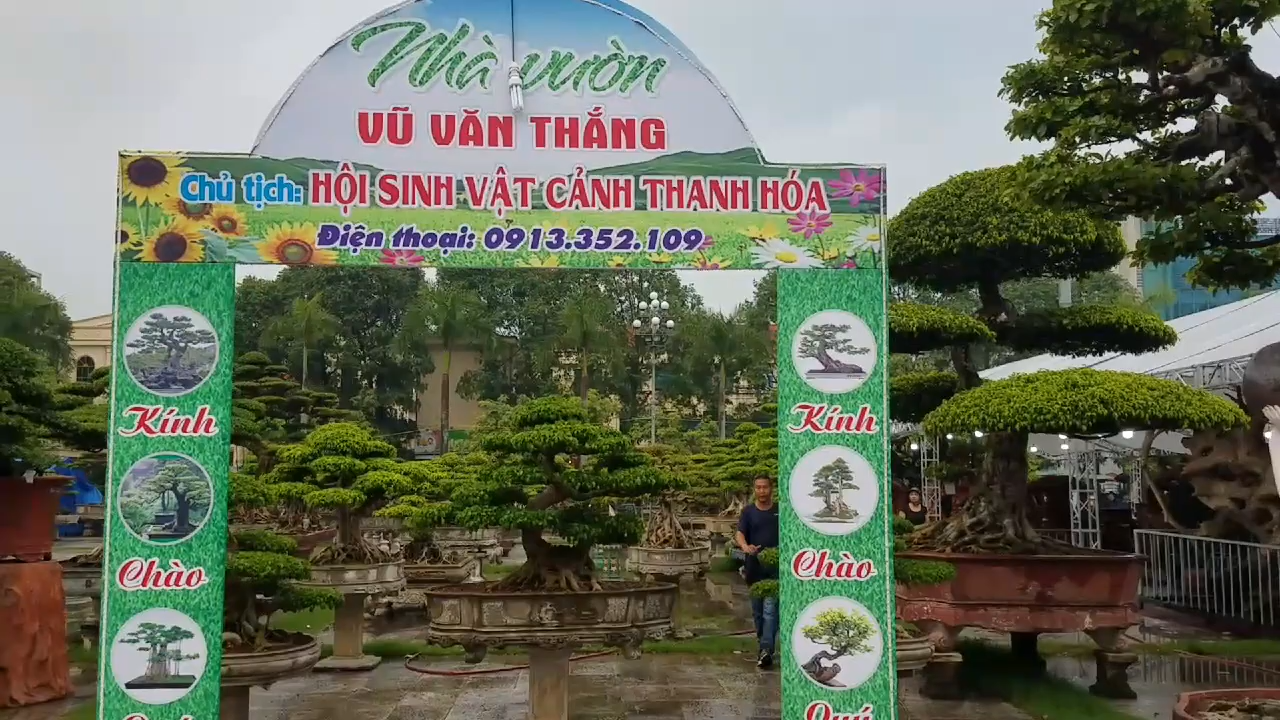 Nhà vườn
VŨ VĂN THẮNG
Chủ tịch: HỘI SINH VẬT CẢNH THANH HÓA
Điện thoại: 0913.352.109
Kính
Chào
Quý
Kính
Chào
Quý